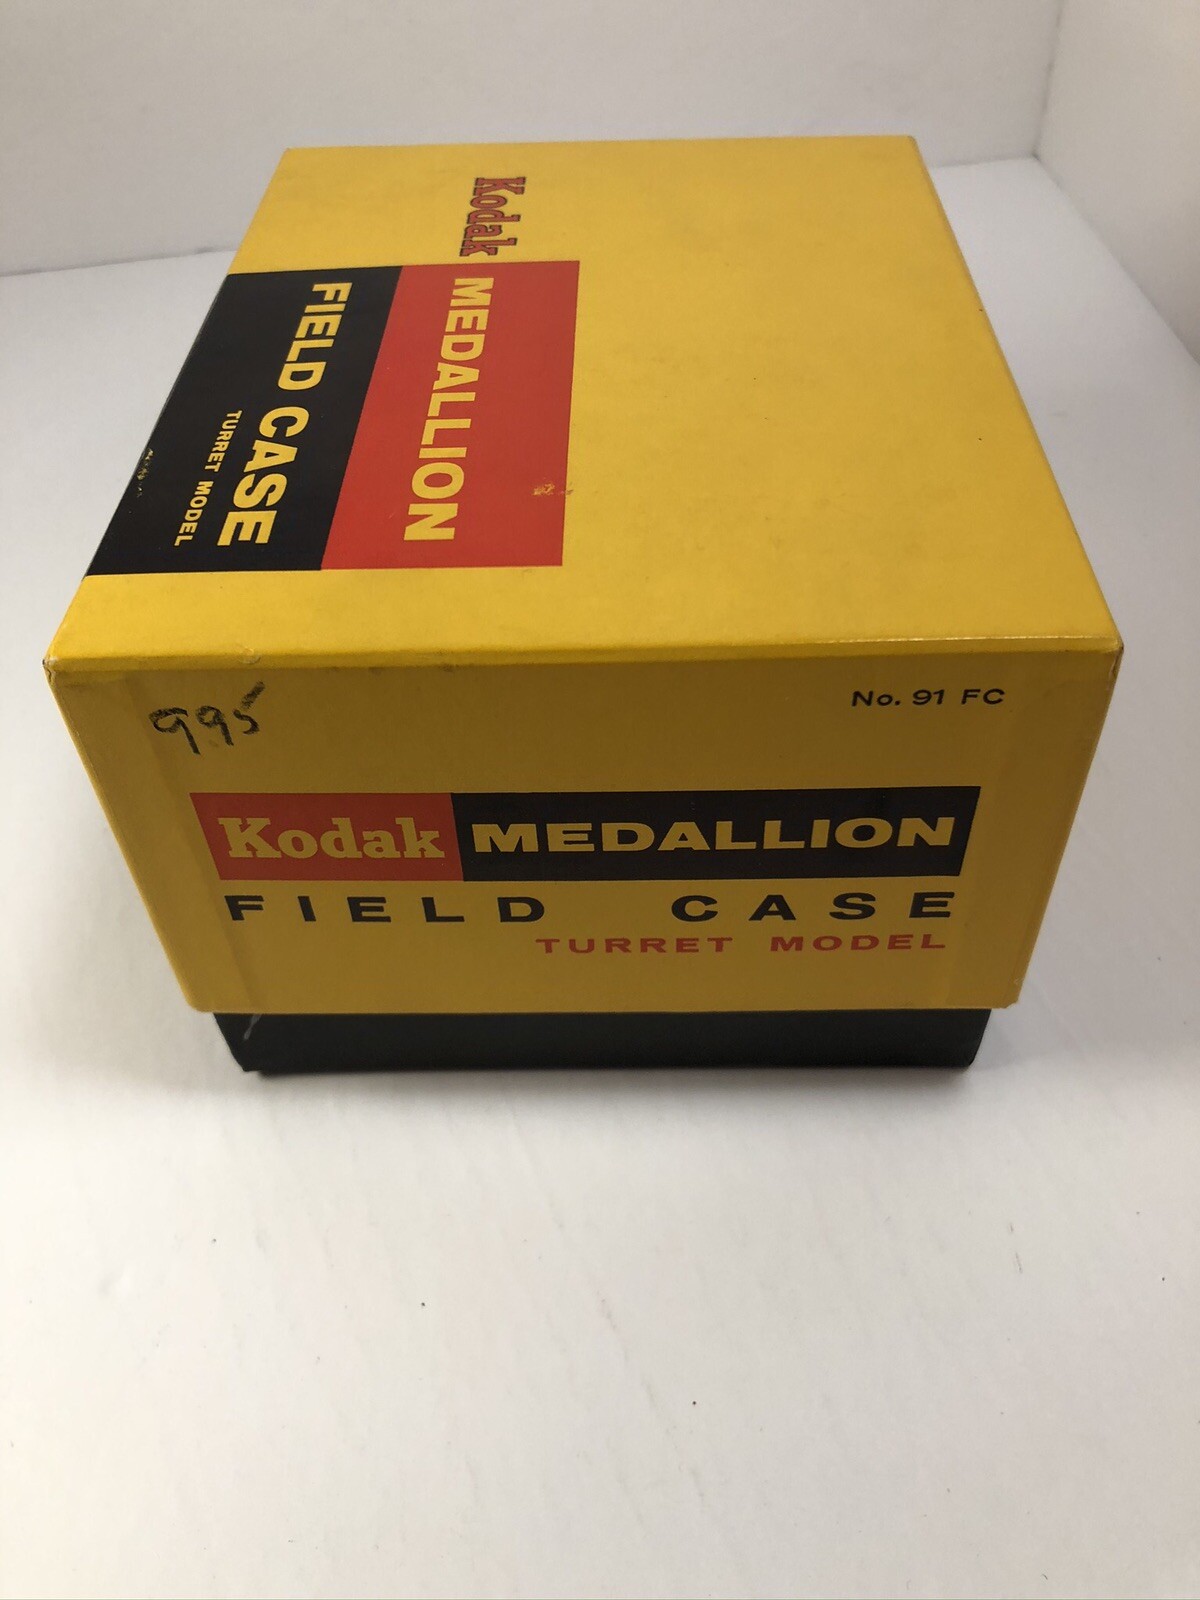 Kodak MEDALLION
FIELD CASE
TURRET MODEL
995
No. 91 FC
Kodak MEDALLION
FIELD CASE
TURRET MODEL